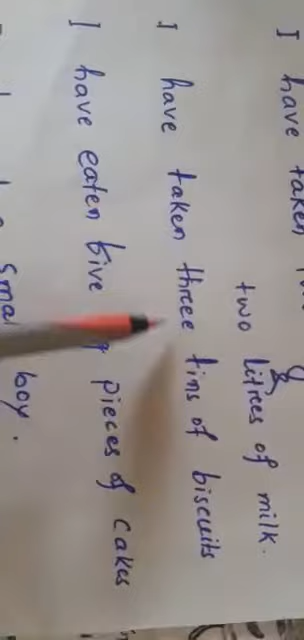 I have taken
two litres of milk.
I have taken three tins of biscuits
I have eaten five pieces of cakes
boy.